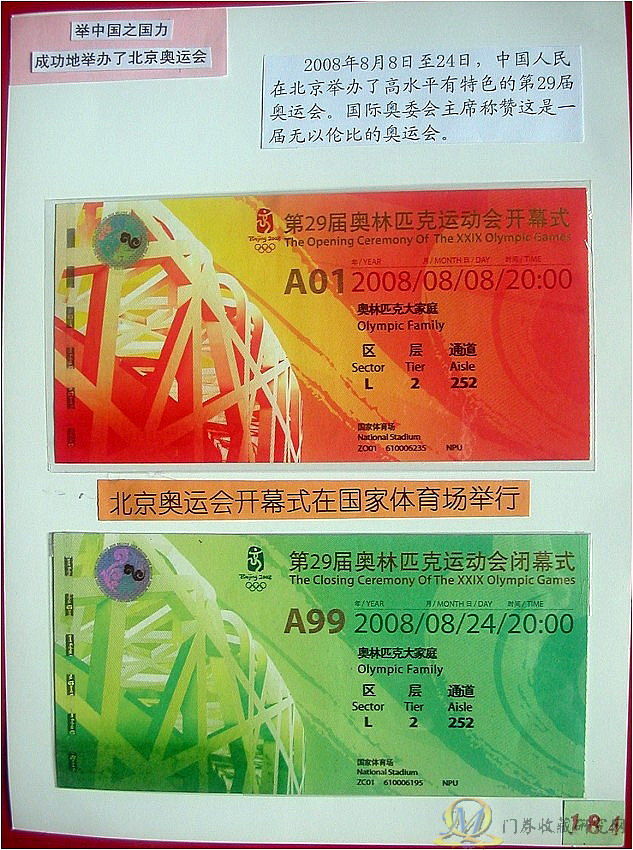 举中国之国力
成功地举办了北京奥运会
2008年8月8日至24日，中国人民
在北京举办了高水平有特色的第29届
奥运会。国际奥委会主席称赞这是一
届无以伦比的奥运会。
Beijing 2008
第29届奥林匹克运动会开幕式
The Opening Ceremony Of The XXIX Olympic Games
年/YEAR 月/MONTH 日/DAY 时间/TIME
A01 2008/08/08/20:00
奥林匹克大家庭
Olympic Family
区 层 通道
Sector Tier Aisle
L 2 252
国家体育场
National Stadium
ZO01 610006235 NPU
北京奥运会开幕式在国家体育场举行
Beijing 2008
第29届奥林匹克运动会闭幕式
The Closing Ceremony Of The XXIX Olympic Games
年/YEAR 月/MONTH 日/DAY 时间/TIME
A99 2008/08/24/20:00
奥林匹克大家庭
Olympic Family
区 层 通道
Sector Tier Aisle
L 2 252
国家体育场
National Stadium
ZC01 610006195 NPU
门券收藏研究网